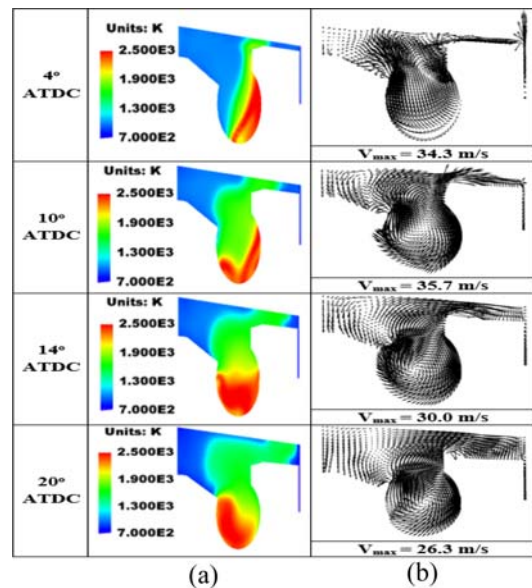 4°
ATDC
Units: K
2.500E3
1.900E3
1.300E3
7.000E2
Vmax = 34.3 m/s
10°
ATDC
Units: K
2.500E3
1.900E3
1.300E3
7.000E2
Vmax = 35.7 m/s
14°
ATDC
Units: K
2.500E3
1.900E3
1.300E3
7.000E2
Vmax = 30.0 m/s
20°
ATDC
Units: K
2.500E3
1.900E3
1.300E3
7.000E2
Vmax = 26.3 m/s
(a)
(b)